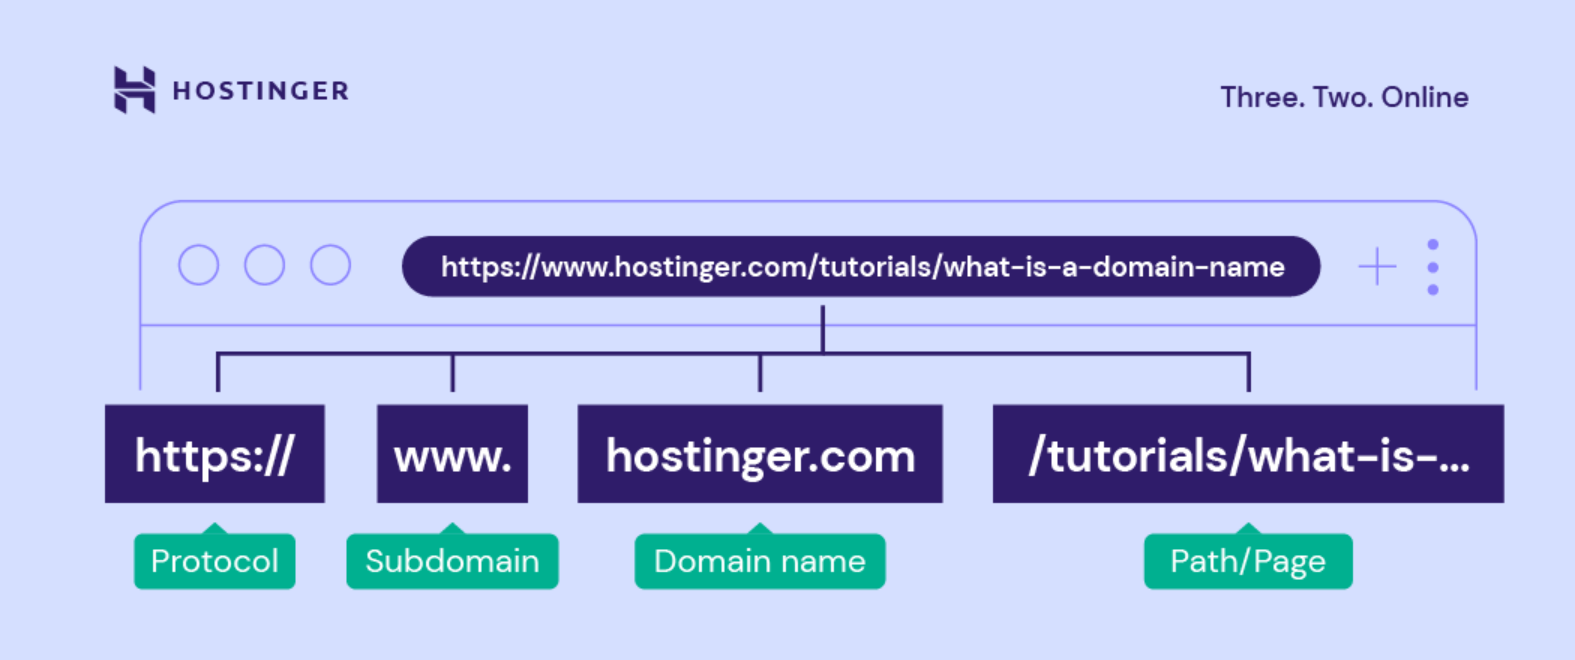 HOSTINGER
Three. Two. Online
https://www.hostinger.com/tutorials/what-is-a-domain-name
https://
www.
hostinger.com
/tutorials/what-is-...
Protocol
Subdomain
Domain name
Path/Page